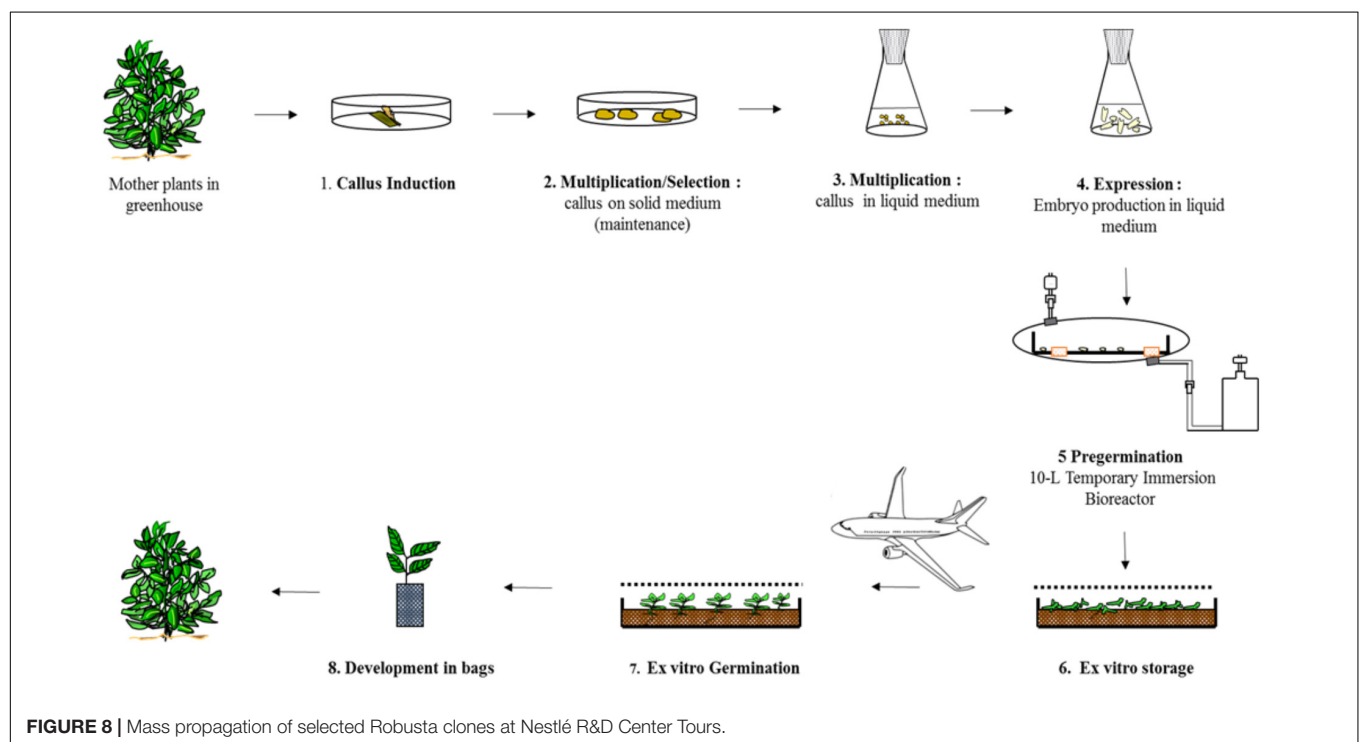 Mother plants in
greenhouse
1. Callus Induction
2. Multiplication/Selection :
callus on solid medium
(maintenance)
3. Multiplication :
callus in liquid medium
4. Expression :
Embryo production in liquid
medium
5 Pregermination
10-L Temporary Immersion
Bioreactor
6. Ex vitro storage
7. Ex vitro Germination
8. Development in bags
FIGURE 8 | Mass propagation of selected Robusta clones at Nestlé R&D Center Tours.